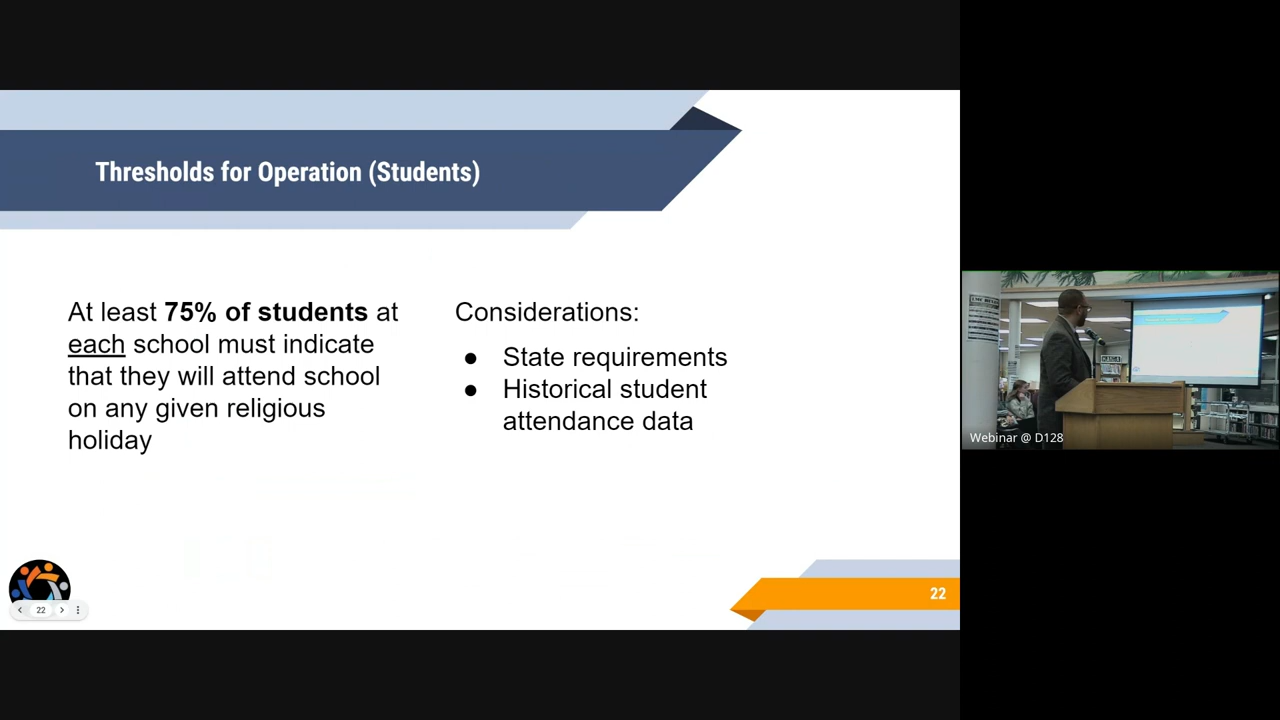 Thresholds for Operation (Students)
At least 75% of students at
each school must indicate
that they will attend school
on any given religious
holiday
Considerations:
● State requirements
● Historical student
attendance data
22
22
Webinar @ D128